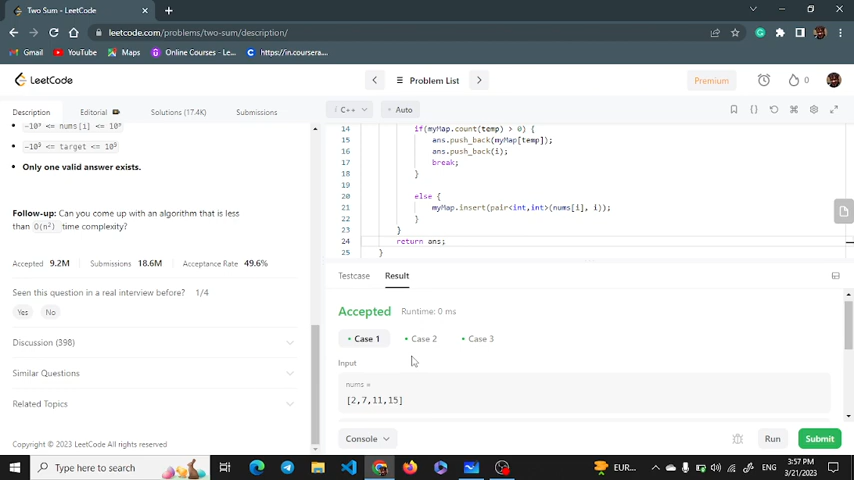 Two Sum - LeetCode
leetcode.com/problems/two-sum/description/
Gmail YouTube Maps Online Courses - Le... https://in.coursera...
LeetCode Problem List Premium 0
Description Editorial Solutions (17.4K) Submissions
C++ Auto
-10⁹ <= nums[i] <= 10⁹
-10⁹ <= target <= 10⁹
Only one valid answer exists.
Follow-up: Can you come up with an algorithm that is less
than O(n²) time complexity?
Accepted 9.2M Submissions 18.6M Acceptance Rate 49.6%
Seen this question in a real interview before? 1/4
Yes No
Discussion (398)
Similar Questions
Related Topics
Copyright © 2023 LeetCode All rights reserved
14 if(myMap.count(temp) > 0) {
15 ans.push_back(myMap[temp]);
16 ans.push_back(i);
17 break;
18 }
19
20 else {
21 myMap.insert(pair<int,int>(nums[i], i));
22 }
23 }
24 return ans;
25 }
Testcase Result
Accepted Runtime: 0 ms
Case 1 Case 2 Case 3
Input
nums =
[2,7,11,15]
Console Run Submit
Type here to search
EUR... ENG 3:57 PM
3/21/2023